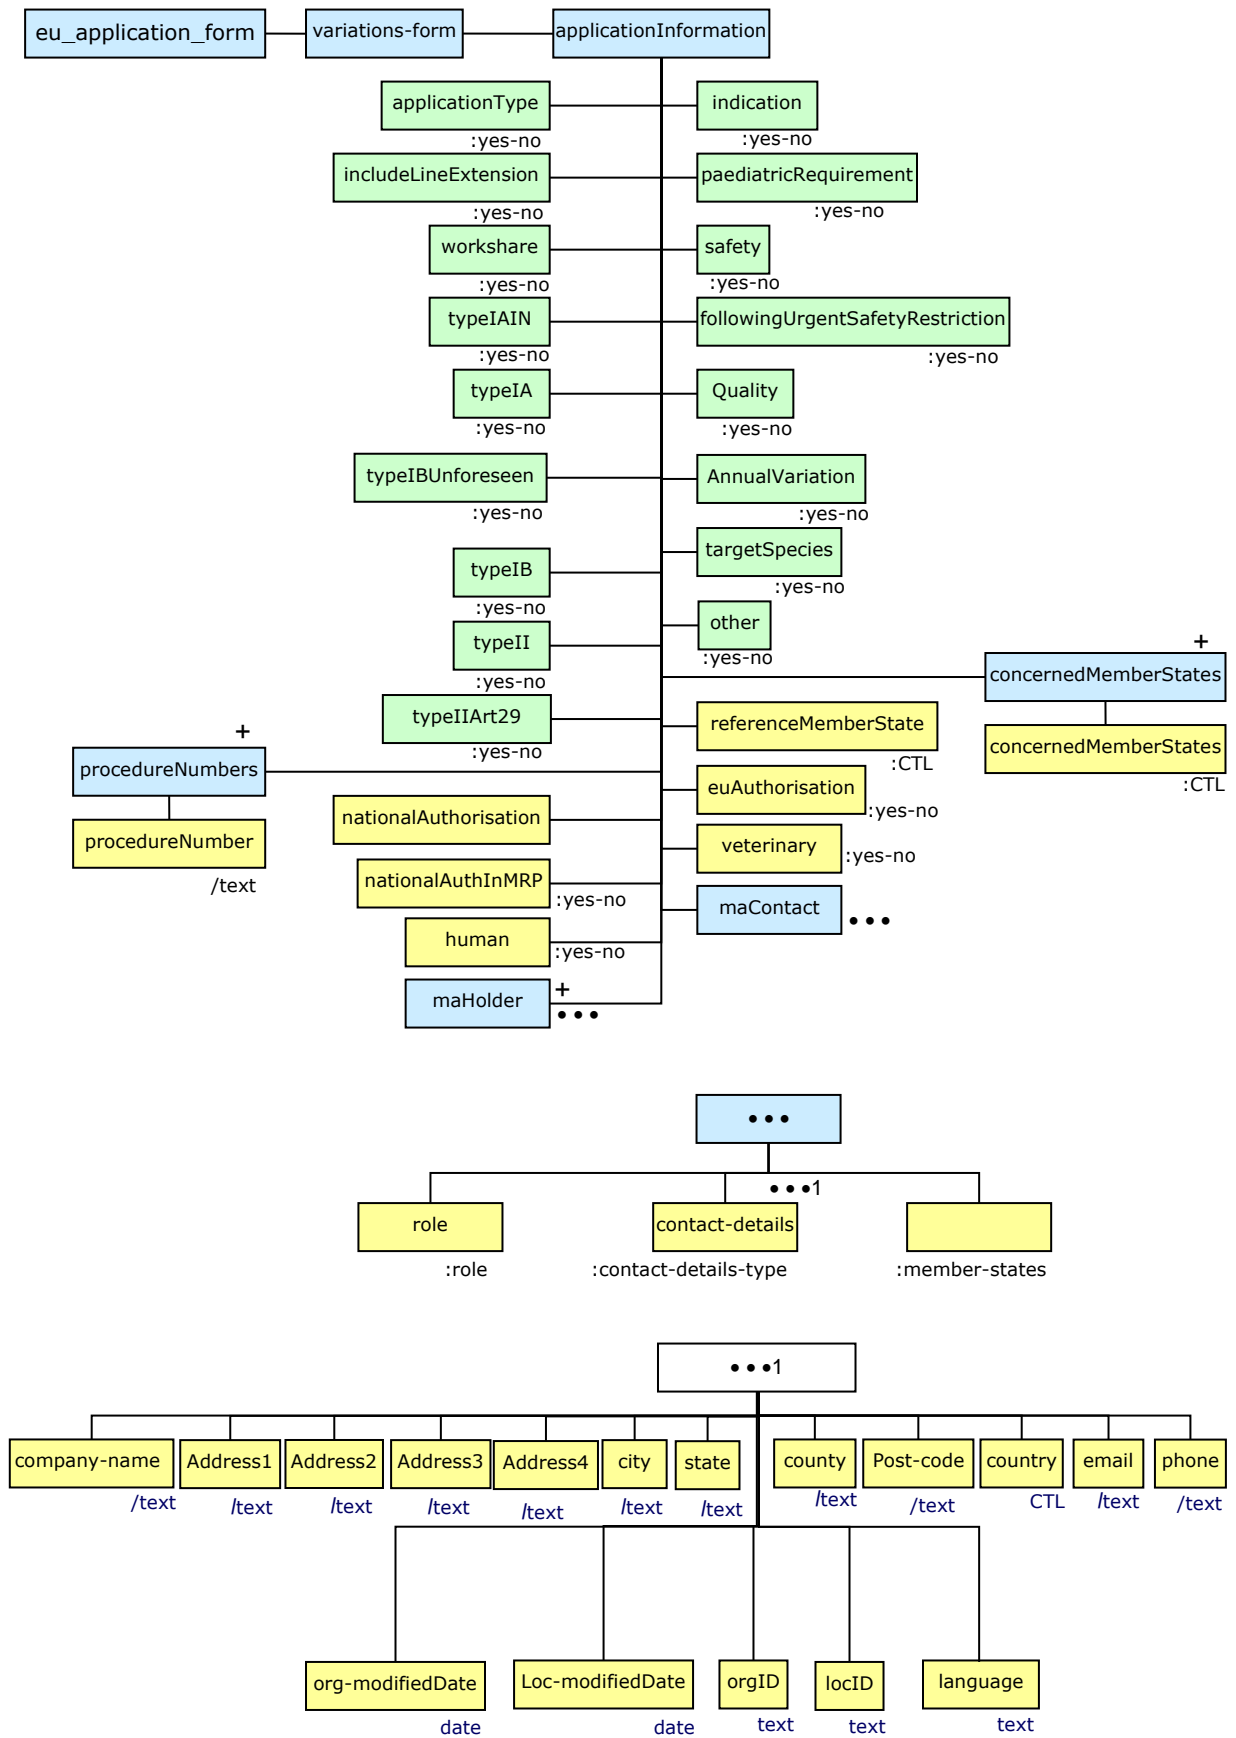 eu_application_form
variations-form
applicationInformation
applicationType
:yes-no
indication
:yes-no
includeLineExtension
:yes-no
paediatricRequirement
:yes-no
workshare
:yes-no
safety
:yes-no
typeIAIN
:yes-no
followingUrgentSafetyRestriction
:yes-no
typeIA
:yes-no
Quality
:yes-no
typeIBUnforeseen
:yes-no
AnnualVariation
:yes-no
typeIB
:yes-no
targetSpecies
:yes-no
typeII
:yes-no
other
:yes-no
+
concernedMemberStates
concernedMemberStates
:CTL
typeIIArt29
:yes-no
referenceMemberState
:CTL
+
procedureNumbers
procedureNumber
/text
euAuthorisation
:yes-no
nationalAuthorisation
veterinary
:yes-no
nationalAuthInMRP
:yes-no
maContact
•••
human
:yes-no
maHolder
+
•••
•••
•••1
role
:role
contact-details
:contact-details-type
:member-states
•••1
company-name
/text
Address1
/text
Address2
/text
Address3
/text
Address4
/text
city
/text
state
/text
county
/text
Post-code
/text
country
CTL
email
/text
phone
/text
org-modifiedDate
date
Loc-modifiedDate
date
orgID
text
locID
text
language
text